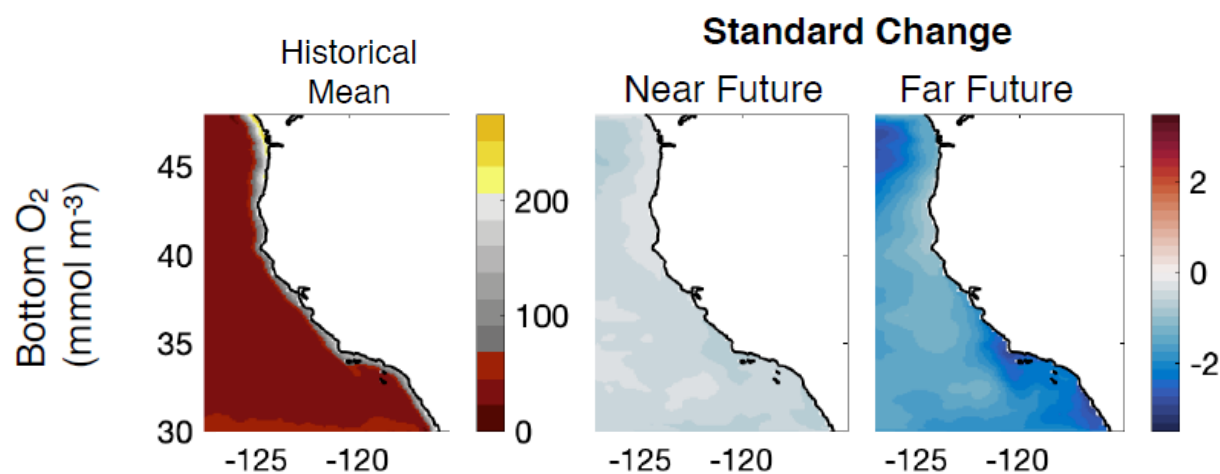 Standard Change
Historical
Mean
Near Future
Far Future
Bottom O₂
(mmol m⁻³)
45
40
35
30
-125
-120
200
100
0
-125
-120
-125
-120
2
0
-2